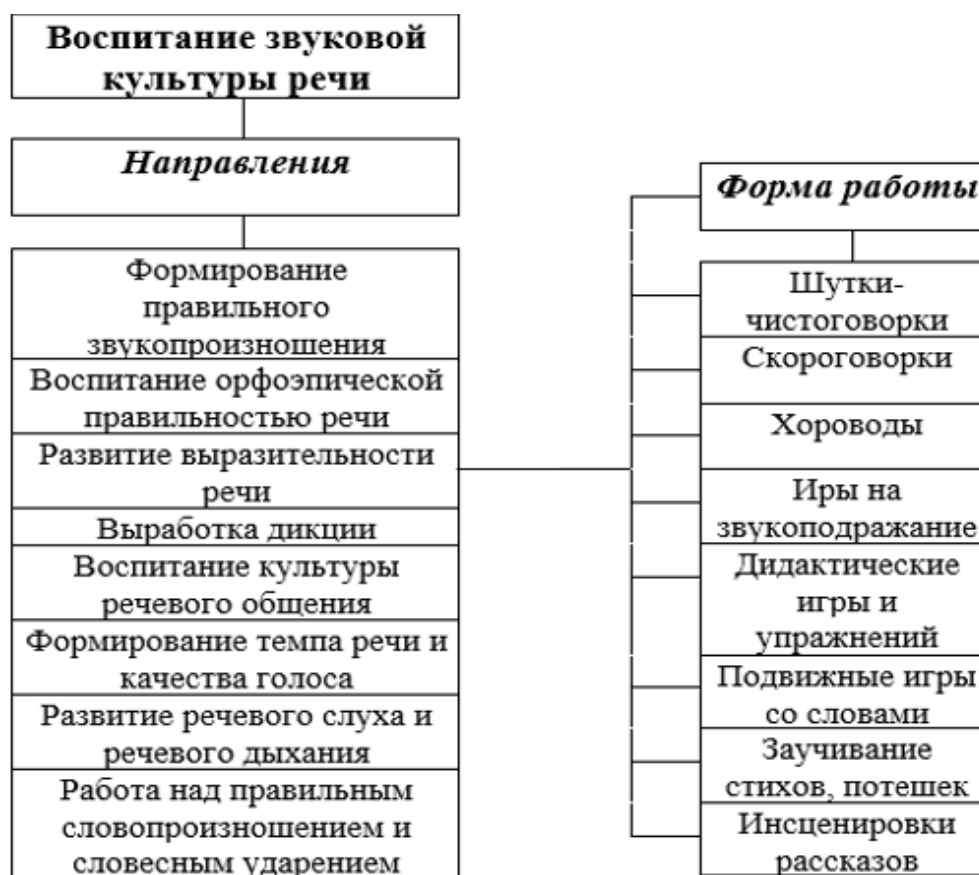 Воспитание звуковой
культуры речи
Направления
Формирование
правильного
звукопроизношения
Воспитание орфоэпической
правильностью речи
Развитие выразительности
речи
Выработка дикции
Воспитание культуры
речевого общения
Формирование темпа речи и
качества голоса
Развитие речевого слуха и
речевого дыхания
Работа над правильным
словопроизношением и
словесным ударением
Форма работы
Шутки-
чистоговорки
Скороговорки
Хороводы
Иры на
звукоподражание
Дидактические
игры и
упражнений
Подвижные игры
со словами
Заучивание
стихов, потешек
Инсценировки
рассказов